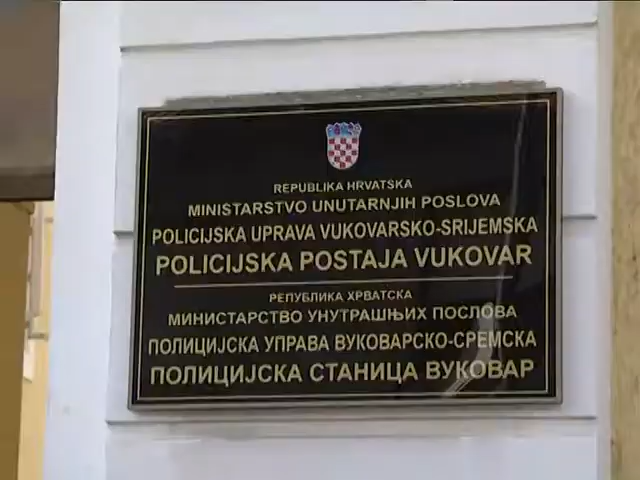 REPUBLIKA HRVATSKA
MINISTARSTVO UNUTARNJIH POSLOVA
POLICIJSKA UPRAVA VUKOVARSKO-SRIJEMSKA
POLICIJSKA POSTAJA VUKOVAR
РЕПУБЛИКА ХРВАТСКА
МИНИСТАРСТВО УНУТРАШЊИХ ПОСЛОВА
ПОЛИЦИЈСКА УПРАВА ВУКОВАРСКО-СРЕМСКА
ПОЛИЦИЈСКА СТАНИЦА ВУКОВАР